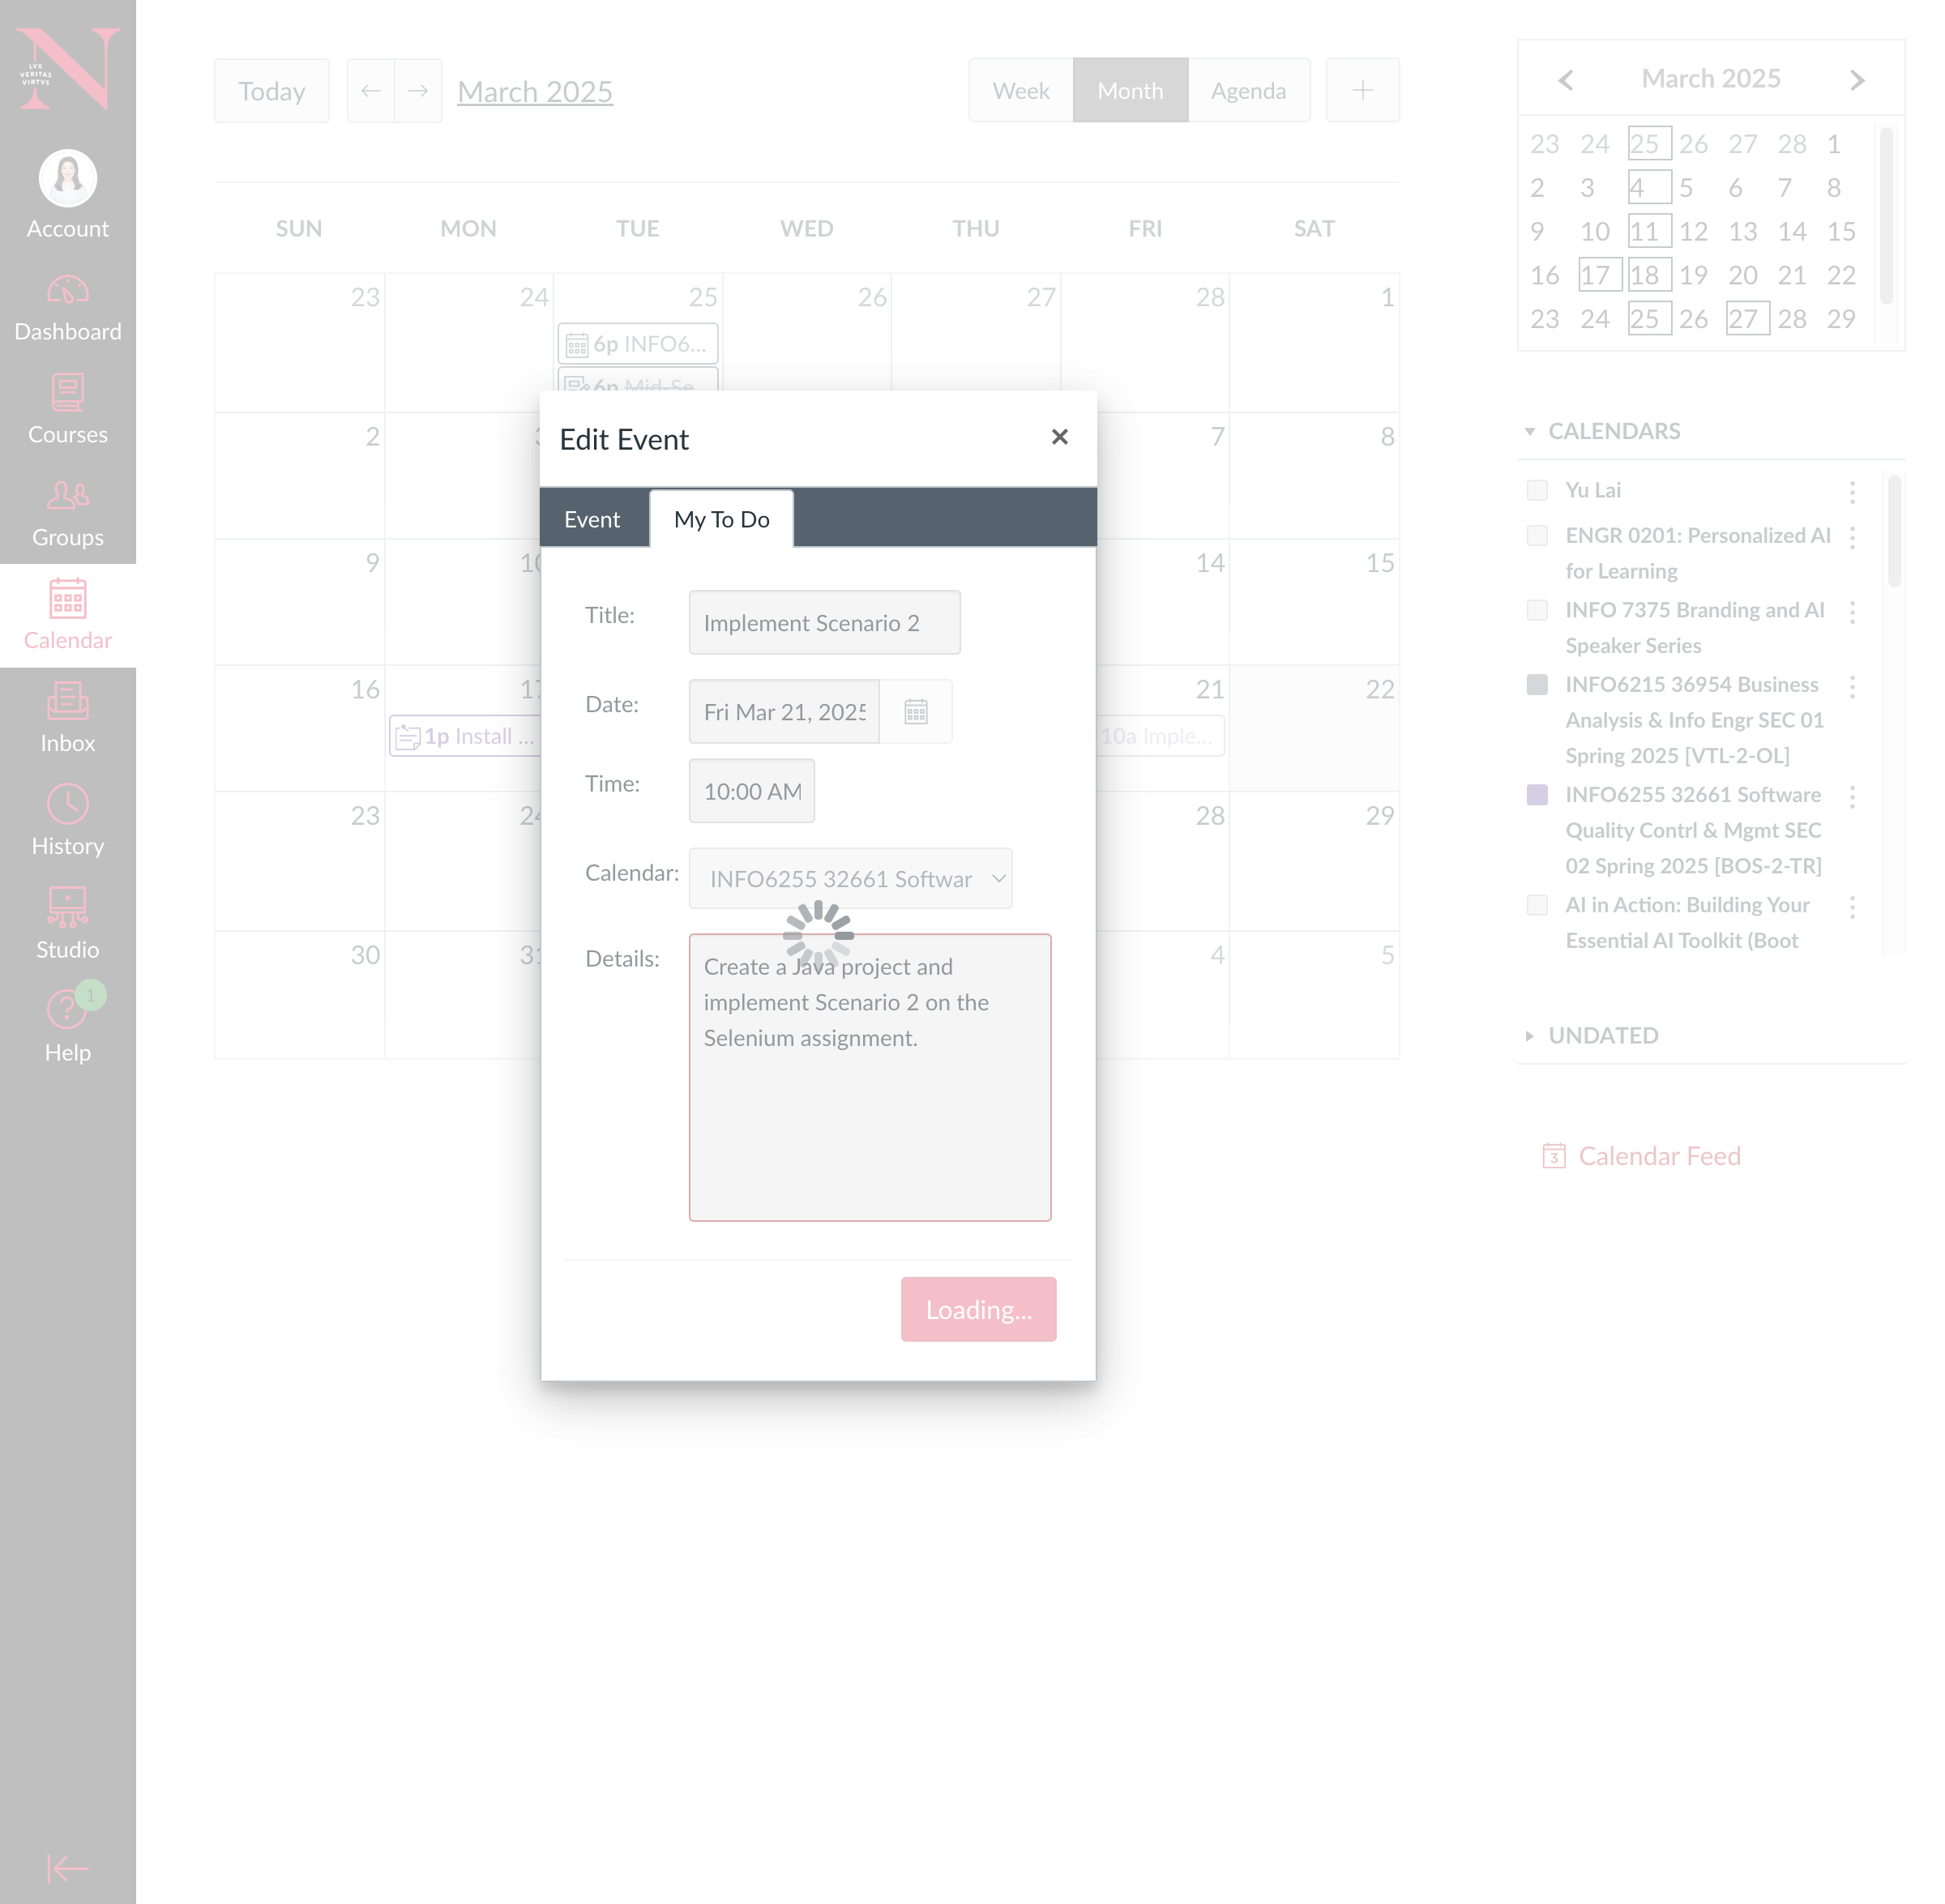 LVX
VERITAS
VIRTVS
Account
Dashboard
Courses
Groups
Calendar
Inbox
History
Studio
1
Help
Today
March 2025
Week
Month
Agenda
SUN MON TUE WED THU FRI SAT
23 24 25 26 27 28 1
6p INFO6...
6p Mid-Se
2 7 8
9 14 15
16 21 22
1p Install ...
10a Imple...
23 28 29
30 4 5
Edit Event
Event
My To Do
Title:
Implement Scenario 2
Date:
Fri Mar 21, 2025
Time:
10:00 AM
Calendar:
INFO6255 32661 Softwar
Details:
Create a Java project and
implement Scenario 2 on the
Selenium assignment.
Loading...
March 2025
23 24 25 26 27 28 1
2 3 4 5 6 7 8
9 10 11 12 13 14 15
16 17 18 19 20 21 22
23 24 25 26 27 28 29
CALENDARS
Yu Lai
ENGR 0201: Personalized AI
for Learning
INFO 7375 Branding and AI
Speaker Series
INFO6215 36954 Business
Analysis & Info Engr SEC 01
Spring 2025 [VTL-2-OL]
INFO6255 32661 Software
Quality Contrl & Mgmt SEC
02 Spring 2025 [BOS-2-TR]
AI in Action: Building Your
Essential AI Toolkit (Boot
UNDATED
3
Calendar Feed